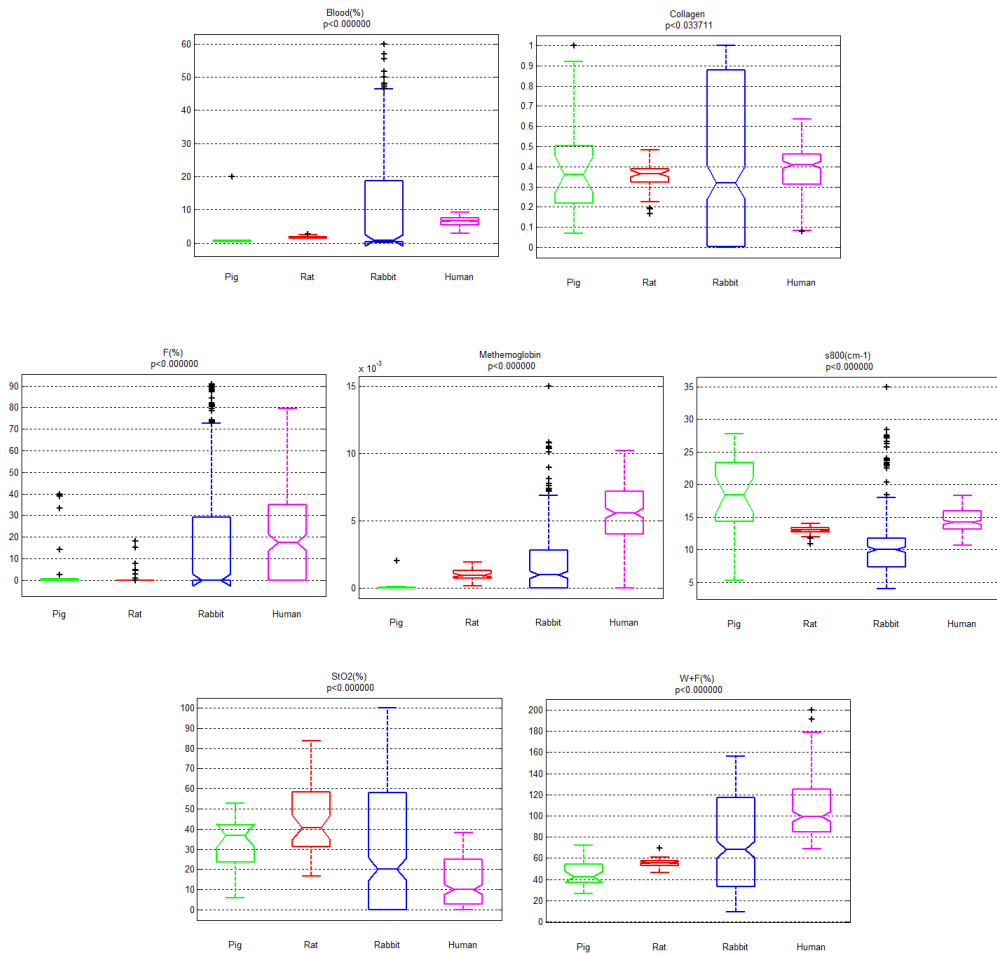 Blood(%)
p<0.000000
60
50
40
30
20
10
0
Pig Rat Rabbit Human
Collagen
p<0.033711
1
0.9
0.8
0.7
0.6
0.5
0.4
0.3
0.2
0.1
0
Pig Rat Rabbit Human
F(%)
p<0.000000
90
80
70
60
50
40
30
20
10
0
Pig Rat Rabbit Human
Methemoglobin
p<0.000000
x 10-3
15
10
5
0
Pig Rat Rabbit Human
s800(cm-1)
p<0.000000
35
30
25
20
15
10
5
Pig Rat Rabbit Human
StO2(%)
p<0.000000
100
90
80
70
60
50
40
30
20
10
0
Pig Rat Rabbit Human
W+F(%)
p<0.000000
200
180
160
140
120
100
80
60
40
20
0
Pig Rat Rabbit Human